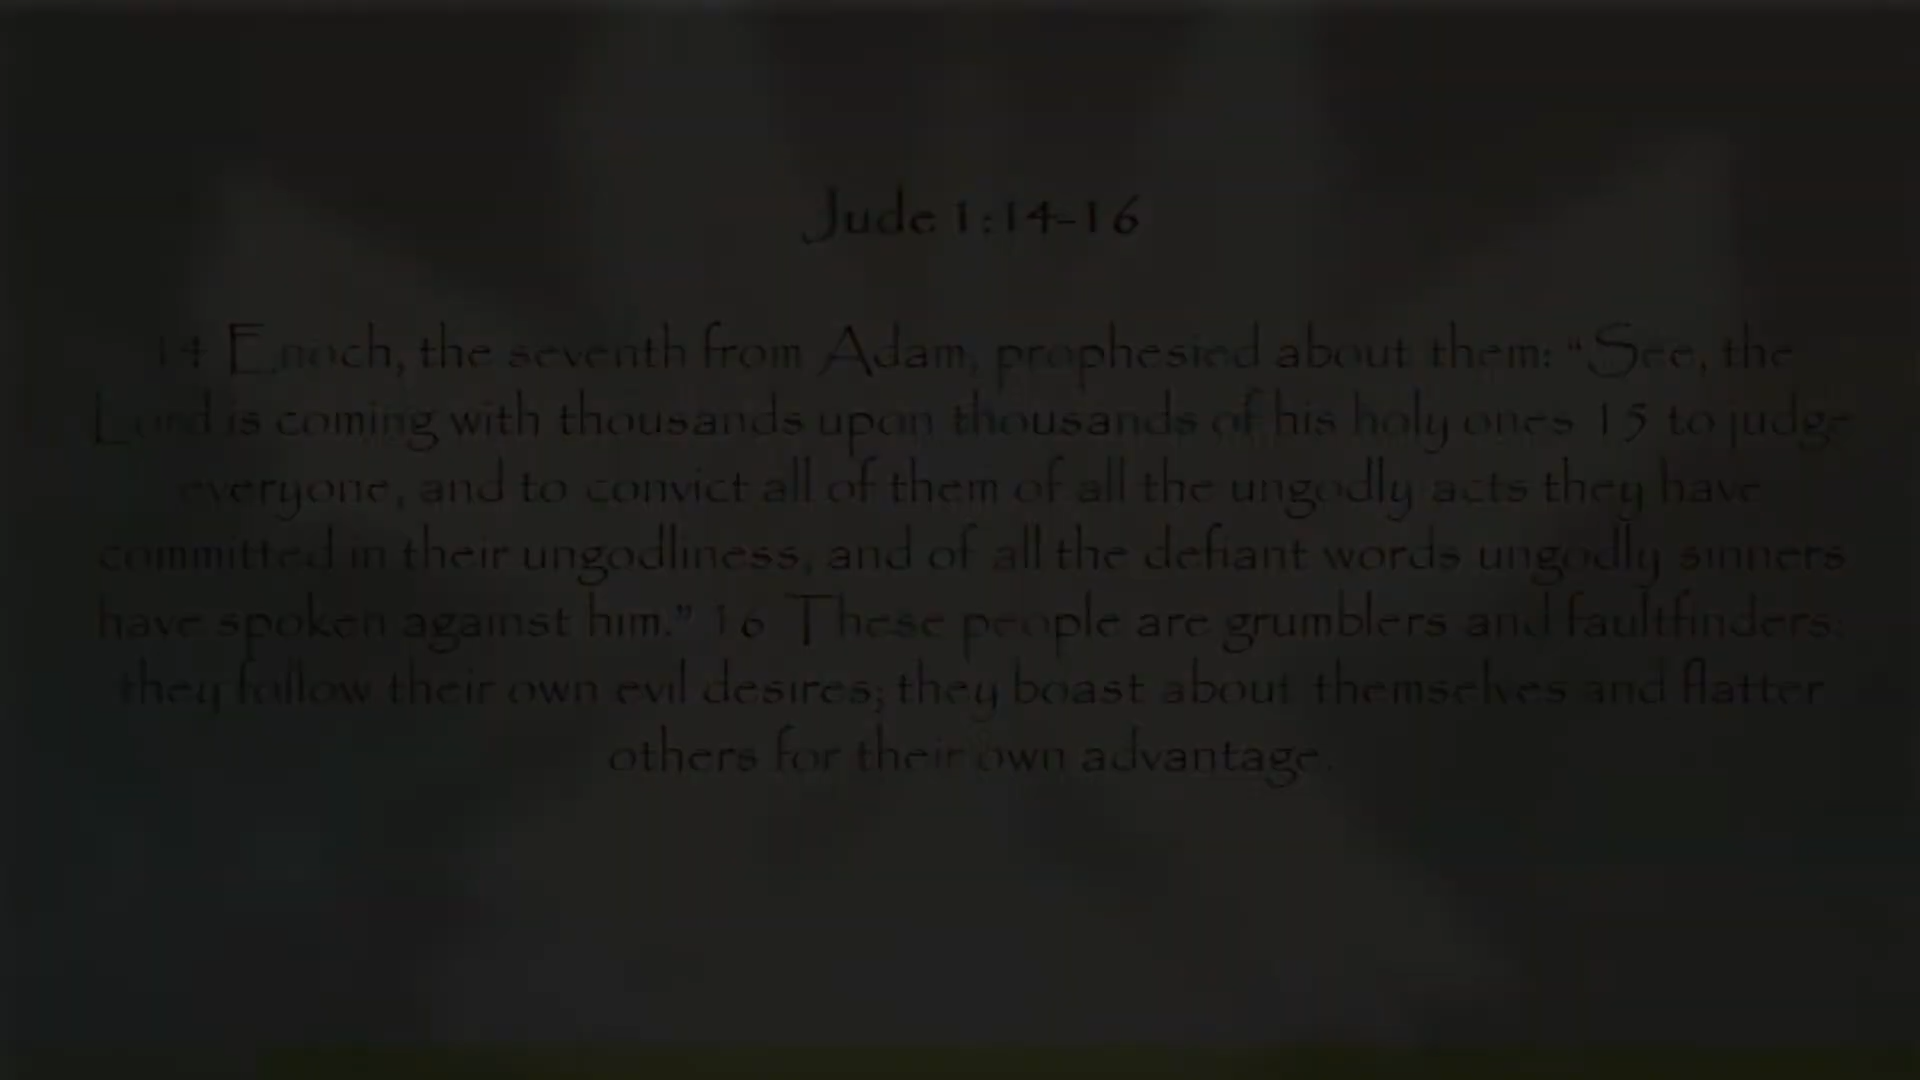 Jude 1:14-16
14 Enoch, the seventh from Adam, prophesied about them: “See, the
Lord is coming with thousands upon thousands of his holy ones 15 to judge
everyone, and to convict all of them of all the ungodly acts they have
committed in their ungodliness, and of all the defiant words ungodly sinners
have spoken against him.” 16 These people are grumblers and faultfinders;
they follow their own evil desires; they boast about themselves and flatter
others for their own advantage.